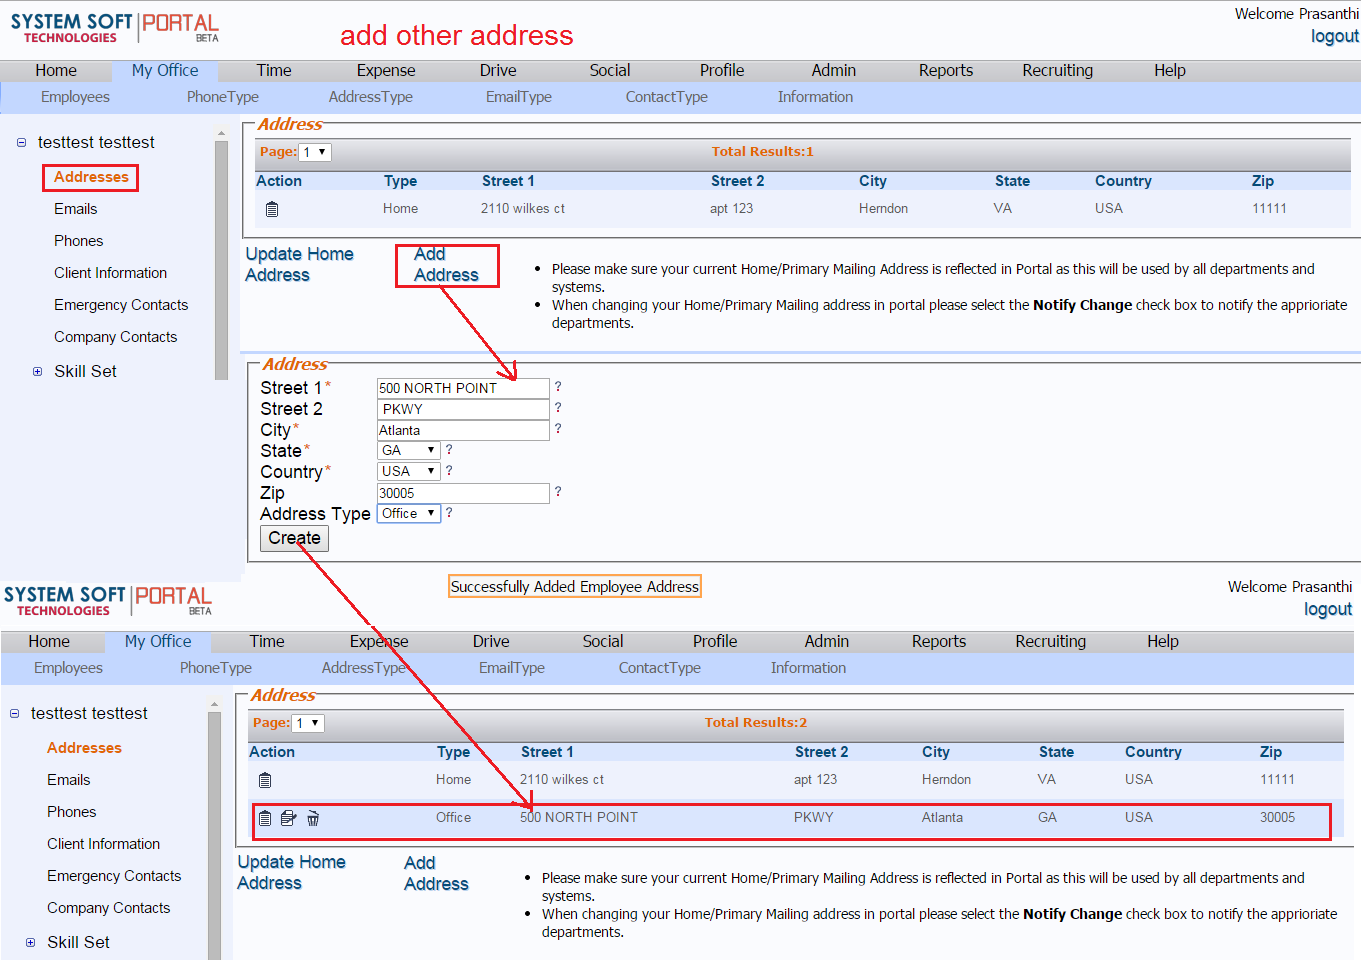 SYSTEM SOFT PORTAL
TECHNOLOGIES BETA
add other address
Welcome Prasanthi
logout
Home My Office Time Expense Drive Social Profile Admin Reports Recruiting Help
Employees PhoneType AddressType EmailType ContactType Information
testtest testtest
Addresses
Emails
Phones
Client Information
Emergency Contacts
Company Contacts
Skill Set
Address
Page: 1 Total Results:1
Action Type Street 1 Street 2 City State Country Zip
Home 2110 wilkes ct apt 123 Herndon VA USA 11111
Update Home
Address
Add
Address
• Please make sure your current Home/Primary Mailing Address is reflected in Portal as this will be used by all departments and
systems.
• When changing your Home/Primary Mailing address in portal please select the Notify Change check box to notify the approriate
departments.
Address
Street 1* 500 NORTH POINT ?
Street 2 PKWY ?
City* Atlanta ?
State* GA ?
Country* USA ?
Zip 30005 ?
Address Type Office ?
Create
SYSTEM SOFT PORTAL
TECHNOLOGIES BETA
Successfully Added Employee Address
Welcome Prasanthi
logout
Home My Office Time Expense Drive Social Profile Admin Reports Recruiting Help
Employees PhoneType AddressType EmailType ContactType Information
testtest testtest
Addresses
Emails
Phones
Client Information
Emergency Contacts
Company Contacts
Skill Set
Address
Page: 1 Total Results:2
Action Type Street 1 Street 2 City State Country Zip
Home 2110 wilkes ct apt 123 Herndon VA USA 11111
Office 500 NORTH POINT PKWY Atlanta GA USA 30005
Update Home
Address
Add
Address
• Please make sure your current Home/Primary Mailing Address is reflected in Portal as this will be used by all departments and
systems.
• When changing your Home/Primary Mailing address in portal please select the Notify Change check box to notify the approriate
departments.